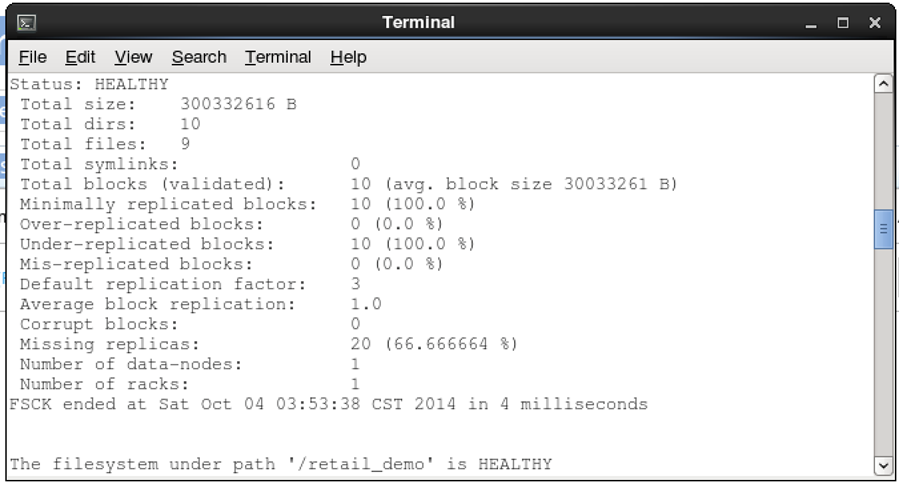 Terminal
File Edit View Search Terminal Help
Status: HEALTHY
Total size: 300332616 B
Total dirs: 10
Total files: 9
Total symlinks: 0
Total blocks (validated): 10 (avg. block size 30033261 B)
Minimally replicated blocks: 10 (100.0 %)
Over-replicated blocks: 0 (0.0 %)
Under-replicated blocks: 10 (100.0 %)
Mis-replicated blocks: 0 (0.0 %)
Default replication factor: 3
Average block replication: 1.0
Corrupt blocks: 0
Missing replicas: 20 (66.666664 %)
Number of data-nodes: 1
Number of racks: 1
FSCK ended at Sat Oct 04 03:53:38 CST 2014 in 4 milliseconds
The filesystem under path '/retail_demo' is HEALTHY